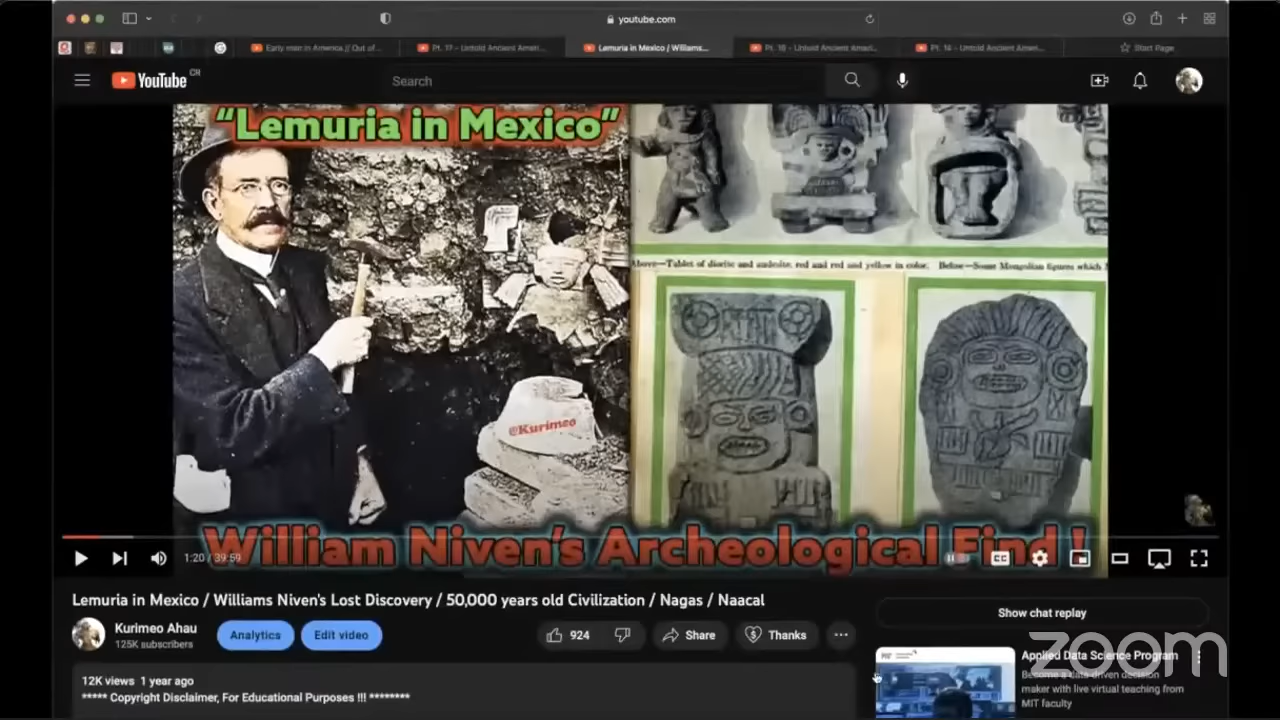 youtube.com
Early man in America // Out of...
Pt. 17 - Untold Ancient Ameri...
Lemuria in Mexico / Williams...
Pt. 16 - Untold Ancient Ameri...
Pt. 14 - Untold Ancient Amer...
Start Page
YouTube CR
Search
"Lemuria in Mexico"
Above—Tablet of diorite and andesite, red and red and yellow in color. Below—Some Mongolian figures which
@Kurimeo
William Niven's Archeological Find !
1:20 / 39:59
CC
Lemuria in Mexico / Williams Niven's Lost Discovery / 50,000 years old Civilization / Nagas / Naacal
Kurimeo Ahau
125K subscribers
Analytics
Edit video
924
Share
Thanks
12K views 1 year ago
***** Copyright Disclaimer, For Educational Purposes !!! ********
Show chat replay
zoom
Applied Data Science Program
Become a data-driven decision
maker with live virtual teaching from
MIT faculty